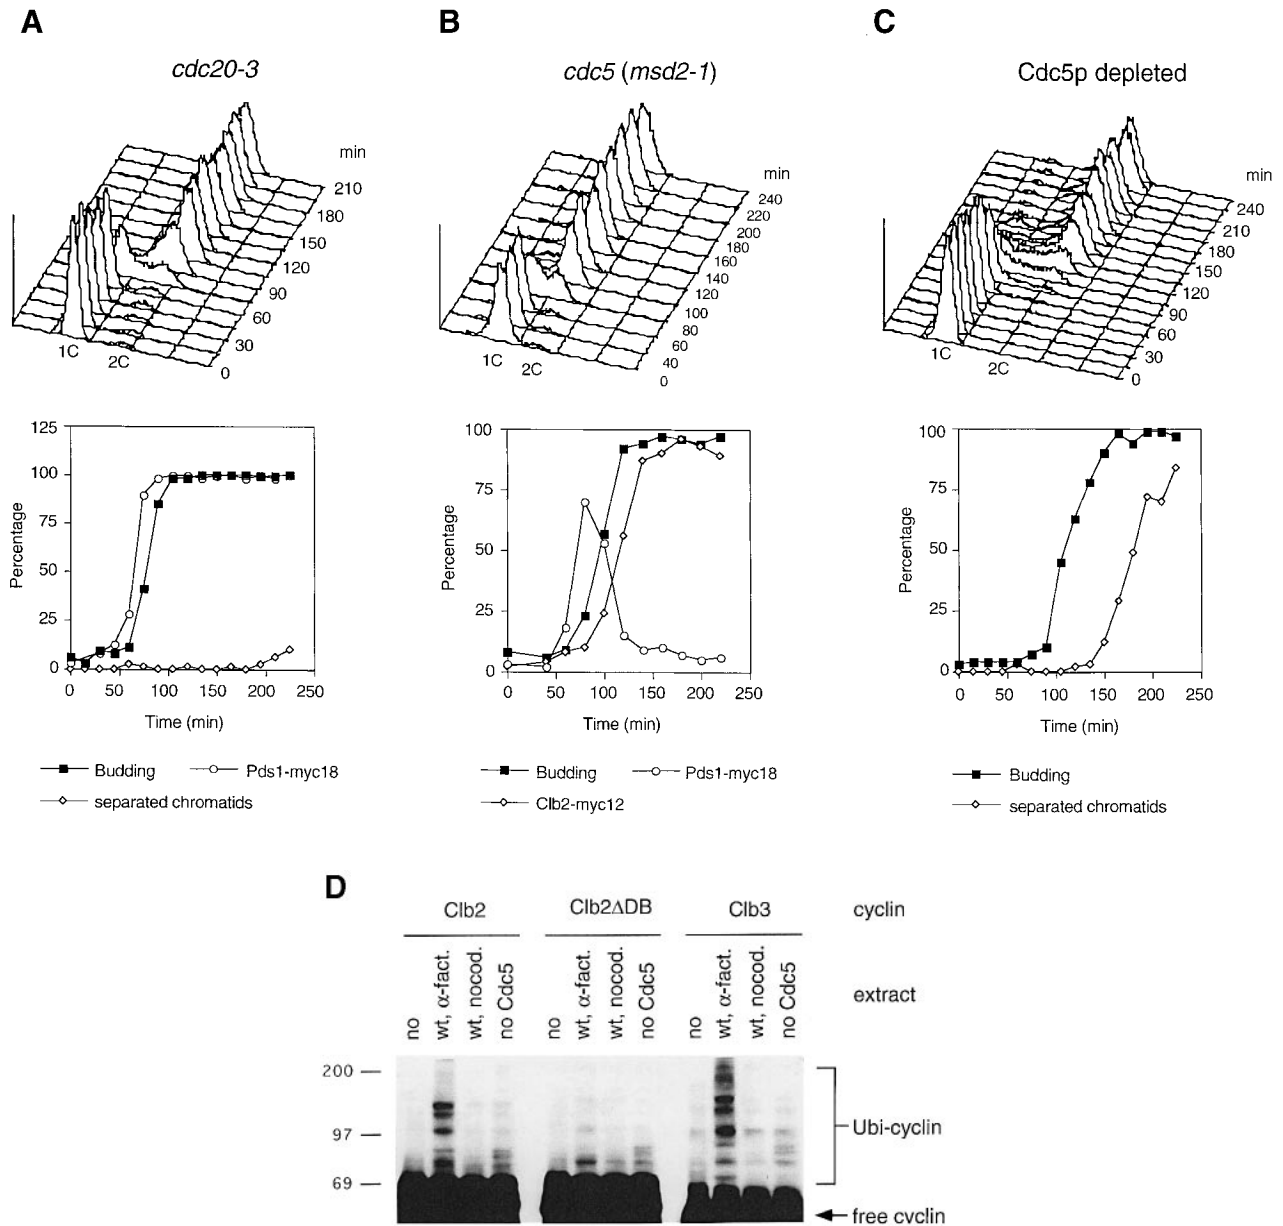 A
B
C
cdc20-3
cdc5 (msd2-1)
Cdc5p depleted
min
210
180
150
120
90
60
30
0
1C
2C
min
240
220
200
180
160
140
120
100
80
60
40
0
1C
2C
min
240
210
180
150
120
90
60
30
0
1C
2C
125
100
75
50
25
0
Percentage
0 50 100 150 200 250
Time (min)
Budding
Pds1-myc18
separated chromatids
100
75
50
25
0
Percentage
0 50 100 150 200 250
Time (min)
Budding
Pds1-myc18
Clb2-myc12
100
75
50
25
0
Percentage
0 50 100 150 200 250
Time (min)
Budding
separated chromatids
D
Clb2 Clb2ΔDB Clb3 cyclin
no
wt, α-fact.
wt, nocod.
no Cdc5
no
wt, α-fact.
wt, nocod.
no Cdc5
no
wt, α-fact.
wt, nocod.
no Cdc5
extract
200
97
69
Ubi-cyclin
free cyclin